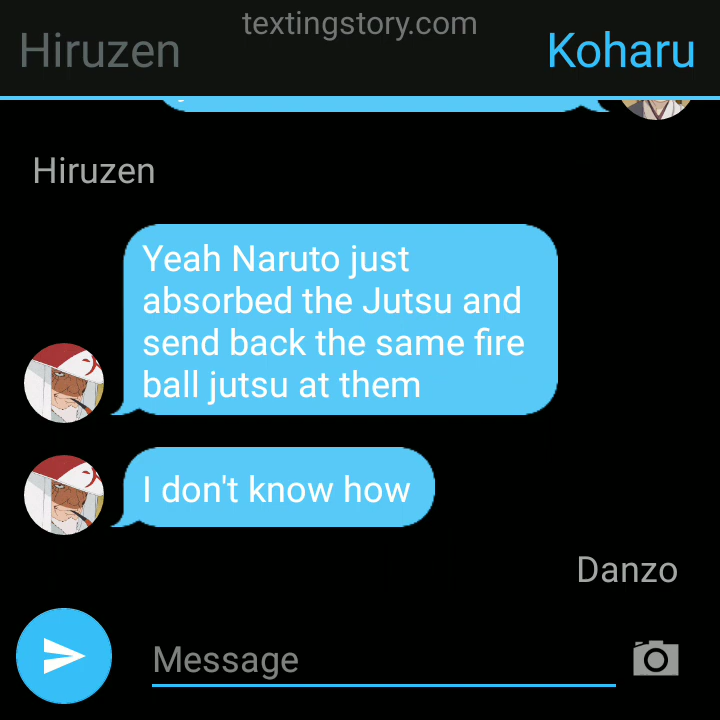 textingstory.com
Hiruzen
Koharu
Hiruzen
Yeah Naruto just
absorbed the Jutsu and
send back the same fire
ball jutsu at them
I don't know how
Danzo
Message